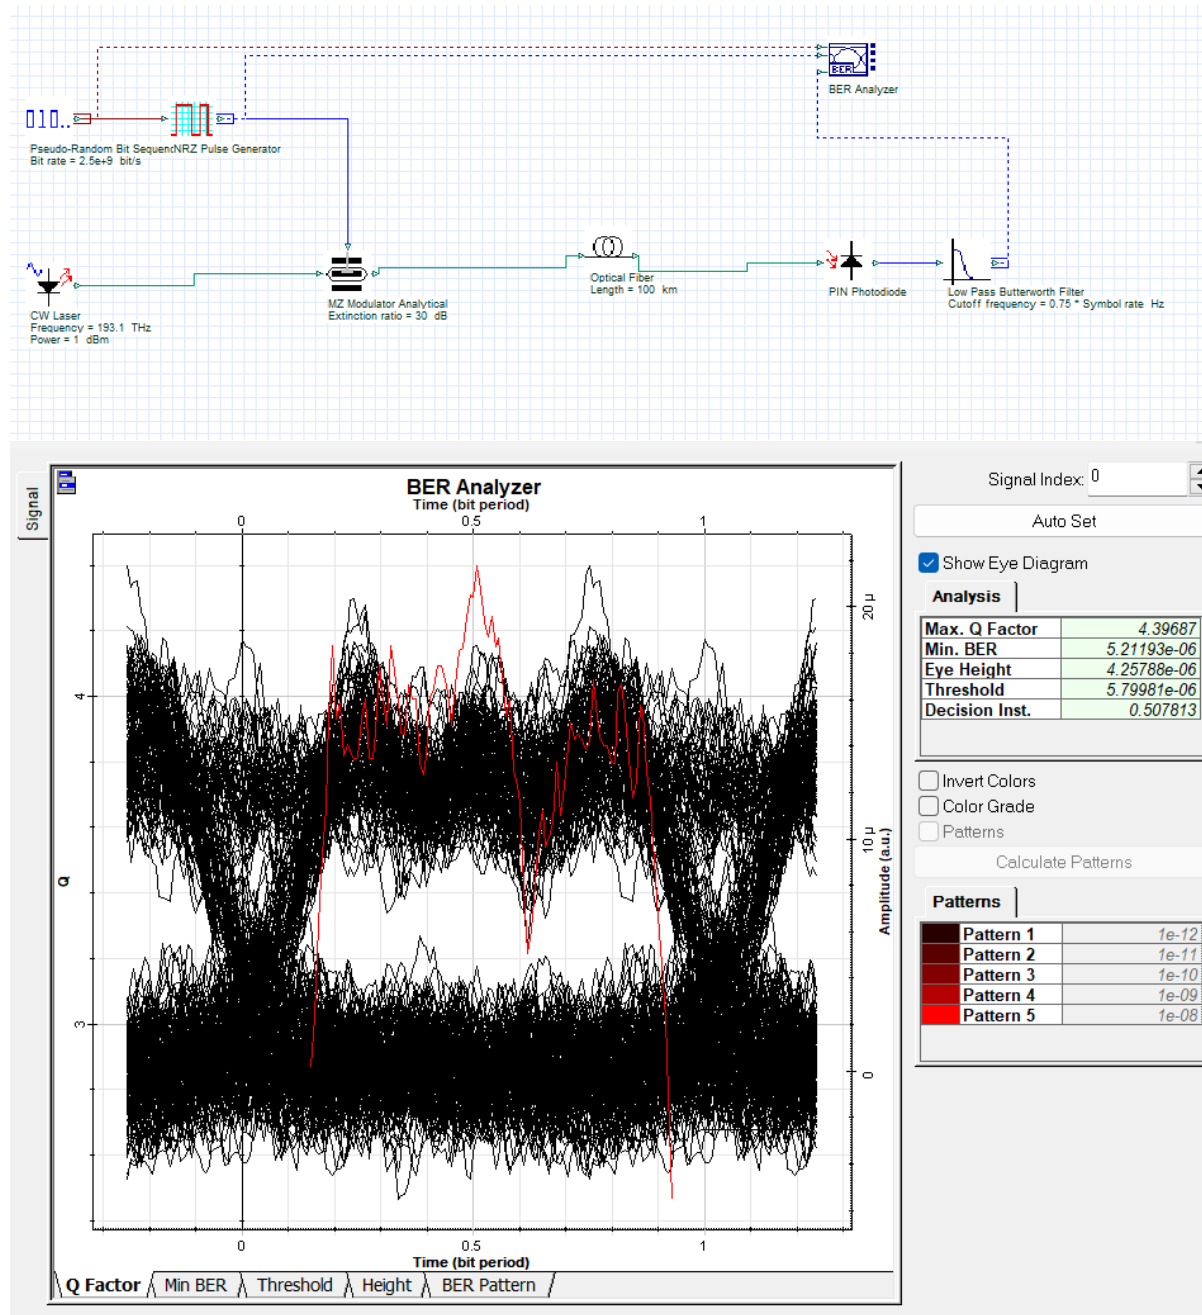 BER
BER Analyzer
010..
Pseudo-Random Bit Sequenc
NRZ Pulse Generator
Bit rate = 2.5e+9 bit/s
Optical Fiber
Length = 100 km
PIN Photodiode
Low Pass Butterworth Filter
Cutoff frequency = 0.75 * Symbol rate Hz
MZ Modulator Analytical
Extinction ratio = 30 dB
CW Laser
Frequency = 193.1 THz
Power = 1 dBm
Signal
BER Analyzer
Time (bit period)
0 0.5 1
Q
4
3
20 µ
10 µ
0
Amplitude (a.u.)
0 0.5 1
Time (bit period)
Q Factor Min BER Threshold Height BER Pattern
Signal Index: 0
Auto Set
Show Eye Diagram
Analysis
Max. Q Factor 4.39687
Min. BER 5.21193e-06
Eye Height 4.25788e-06
Threshold 5.79981e-06
Decision Inst. 0.507813
Invert Colors
Color Grade
Patterns
Calculate Patterns
Patterns
Pattern 1 1e-12
Pattern 2 1e-11
Pattern 3 1e-10
Pattern 4 1e-09
Pattern 5 1e-08